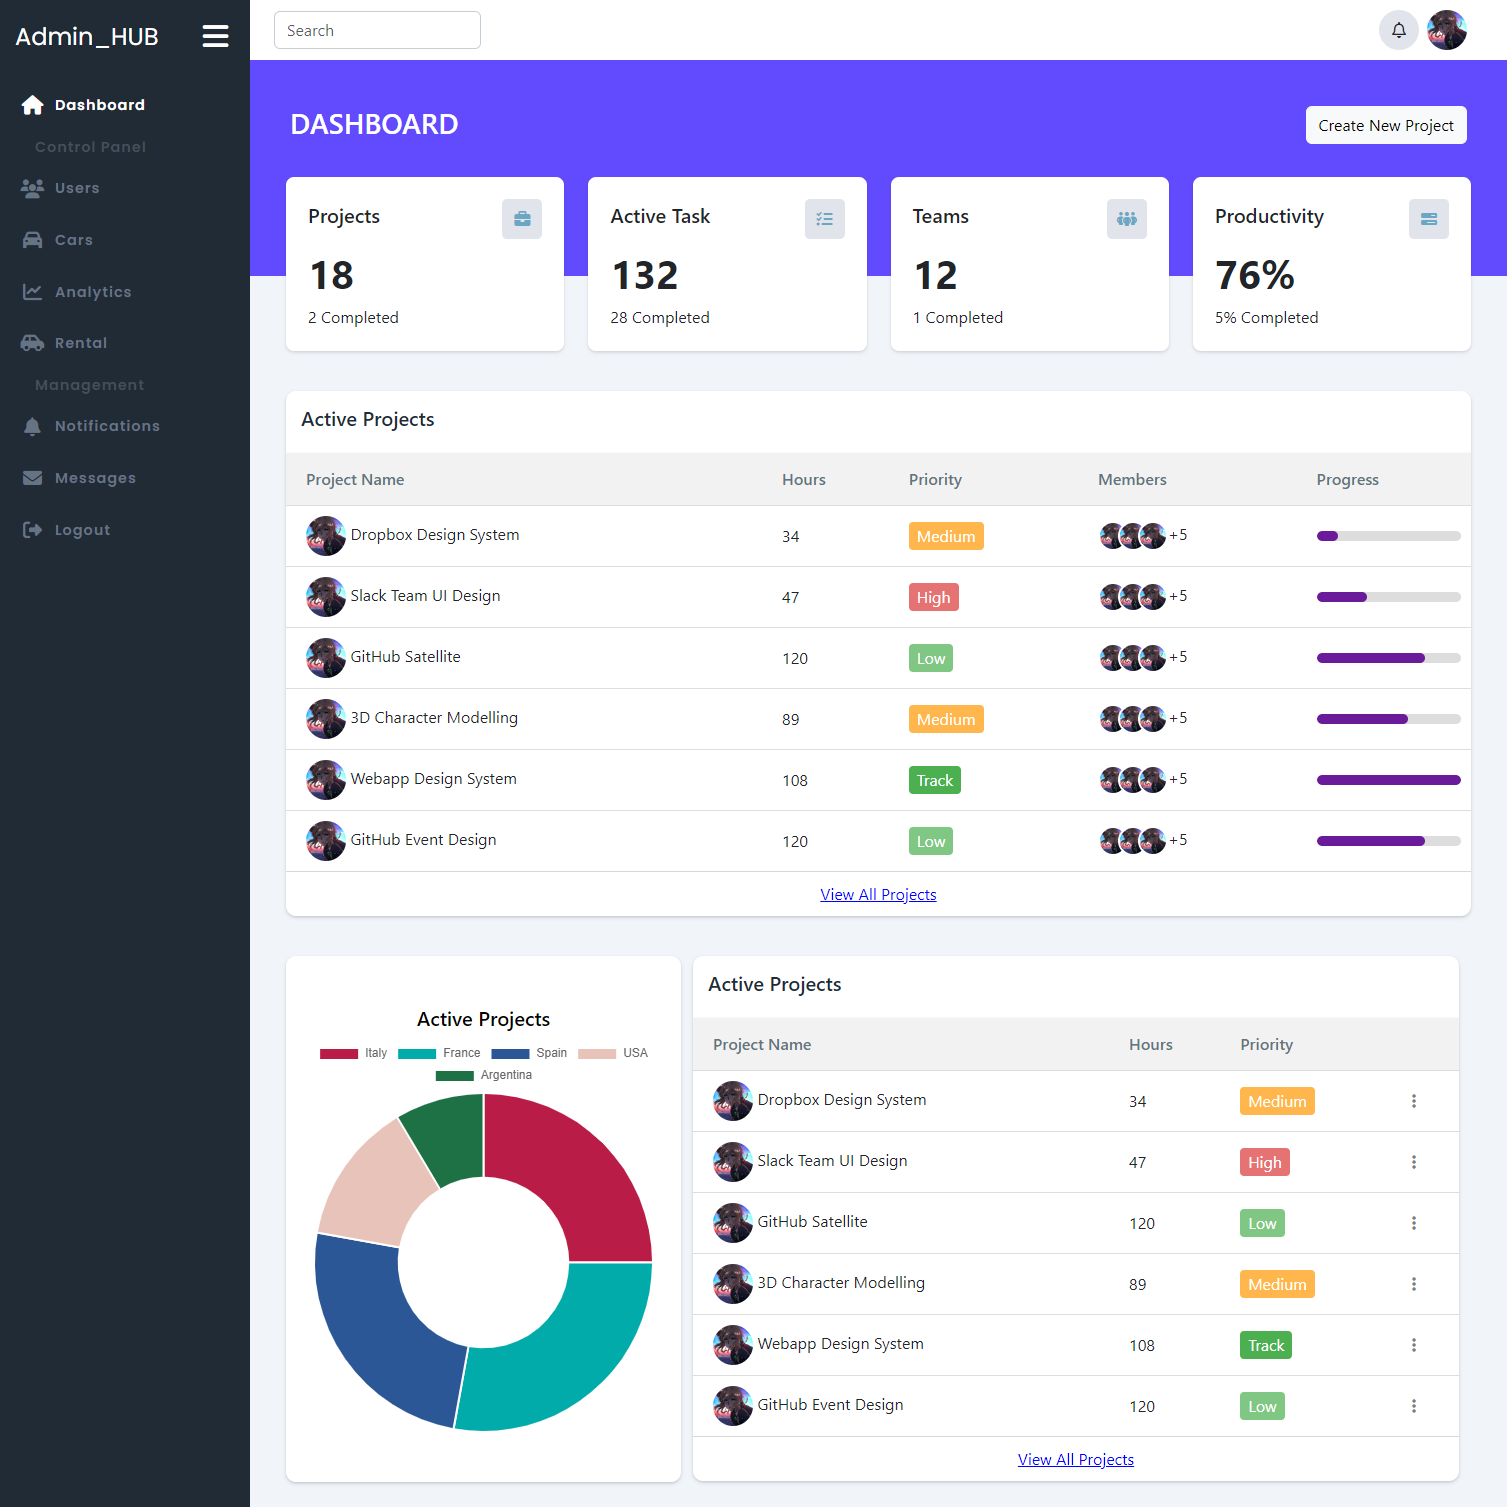 Admin_HUB
Search
Dashboard
Control Panel
Users
Cars
Analytics
Rental
Management
Notifications
Messages
Logout
DASHBOARD
Create New Project
Projects
18
2 Completed
Active Task
132
28 Completed
Teams
12
1 Completed
Productivity
76%
5% Completed
Active Projects
Project Name Hours Priority Members Progress
Dropbox Design System 34 Medium +5
Slack Team UI Design 47 High +5
GitHub Satellite 120 Low +5
3D Character Modelling 89 Medium +5
Webapp Design System 108 Track +5
GitHub Event Design 120 Low +5
View All Projects
Active Projects
Italy France Spain USA
Argentina
Active Projects
Project Name Hours Priority
Dropbox Design System 34 Medium
Slack Team UI Design 47 High
GitHub Satellite 120 Low
3D Character Modelling 89 Medium
Webapp Design System 108 Track
GitHub Event Design 120 Low
View All Projects